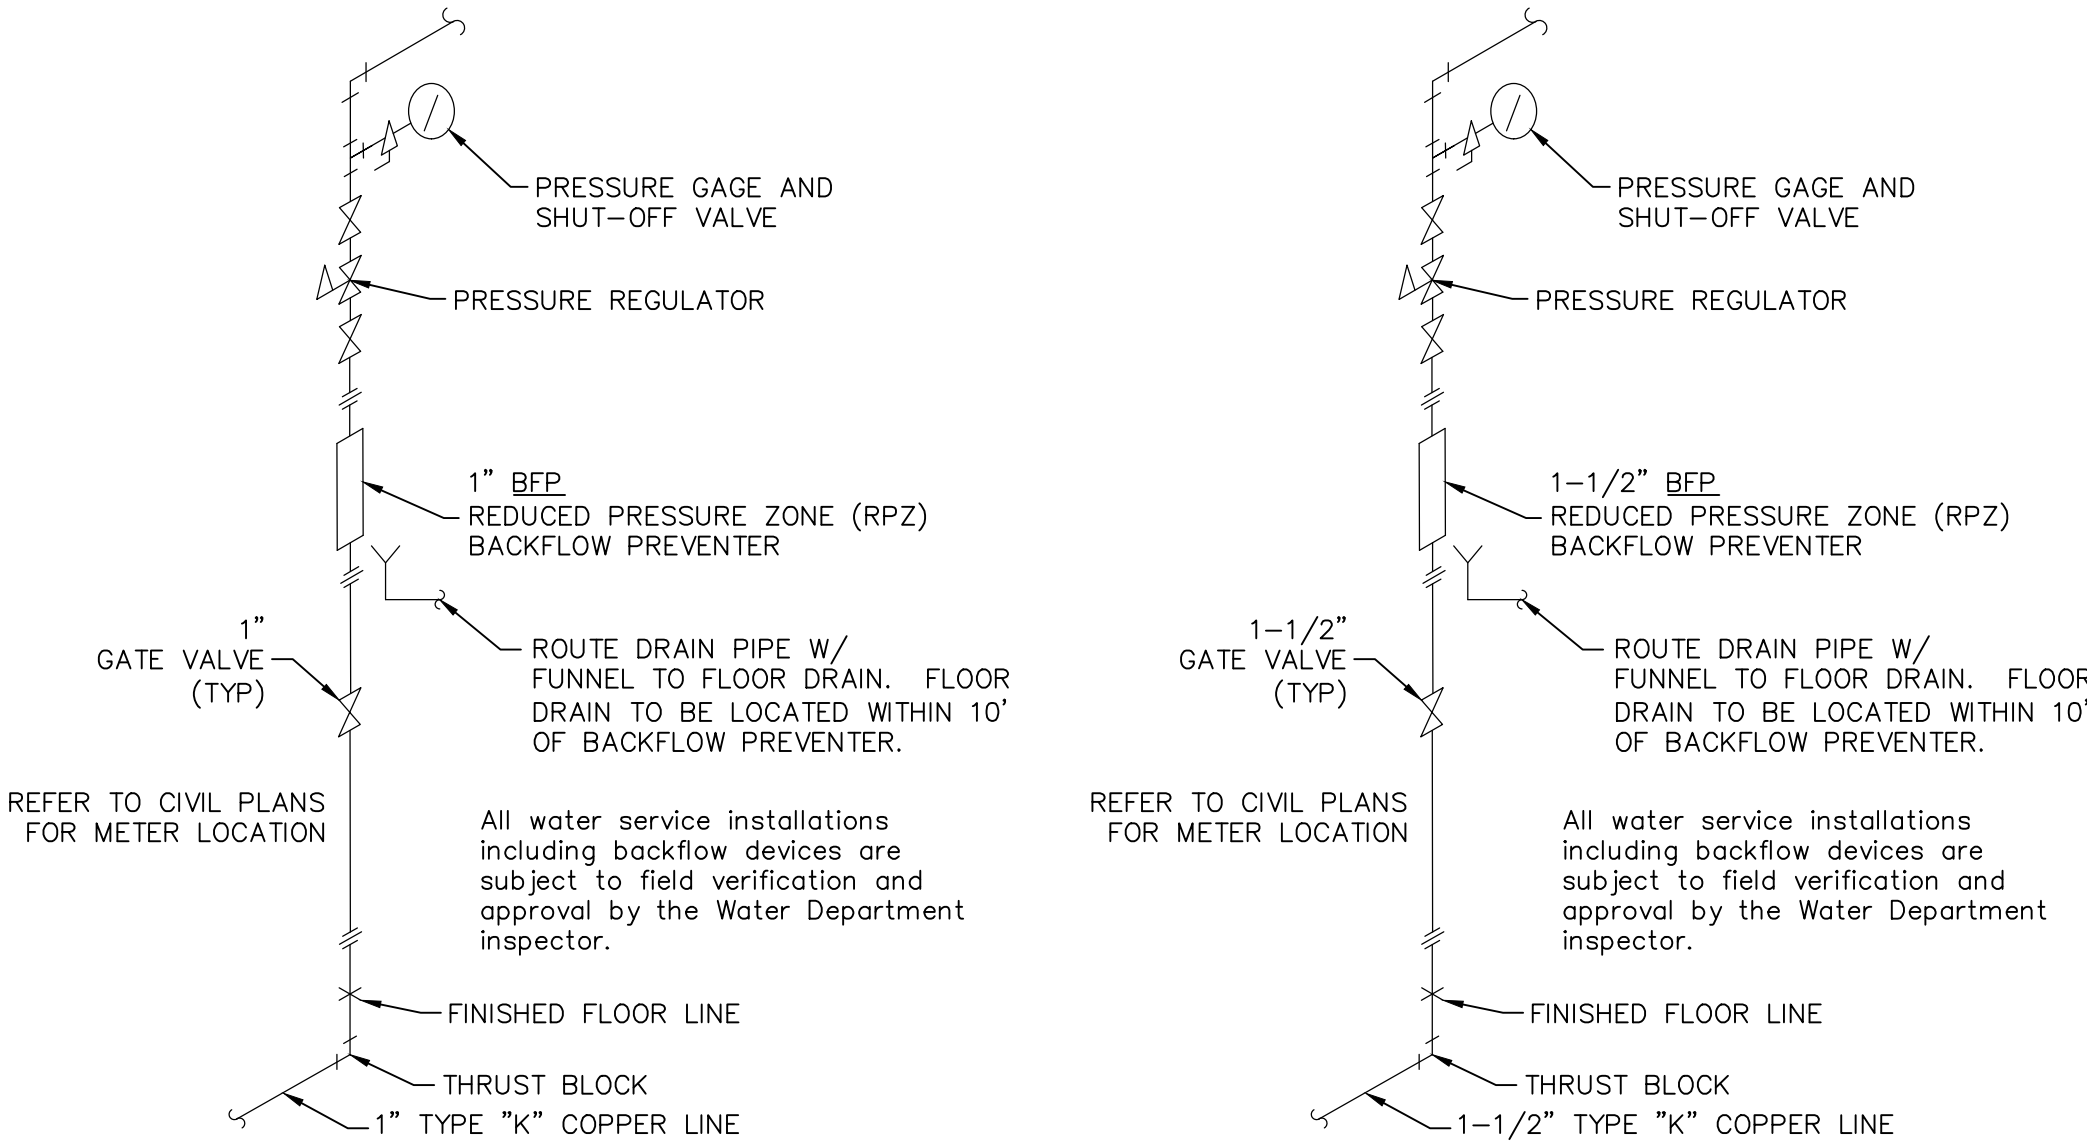 PRESSURE GAGE AND
SHUT-OFF VALVE
PRESSURE REGULATOR
1" BFP
REDUCED PRESSURE ZONE (RPZ)
BACKFLOW PREVENTER
1"
GATE VALVE
(TYP)
ROUTE DRAIN PIPE W/
FUNNEL TO FLOOR DRAIN. FLOOR
DRAIN TO BE LOCATED WITHIN 10'
OF BACKFLOW PREVENTER.
REFER TO CIVIL PLANS
FOR METER LOCATION
All water service installations
including backflow devices are
subject to field verification and
approval by the Water Department
inspector.
FINISHED FLOOR LINE
THRUST BLOCK
1" TYPE "K" COPPER LINE
PRESSURE GAGE AND
SHUT-OFF VALVE
PRESSURE REGULATOR
1-1/2" BFP
REDUCED PRESSURE ZONE (RPZ)
BACKFLOW PREVENTER
1-1/2"
GATE VALVE
(TYP)
ROUTE DRAIN PIPE W/
FUNNEL TO FLOOR DRAIN. FLOOR
DRAIN TO BE LOCATED WITHIN 10'
OF BACKFLOW PREVENTER.
REFER TO CIVIL PLANS
FOR METER LOCATION
All water service installations
including backflow devices are
subject to field verification and
approval by the Water Department
inspector.
FINISHED FLOOR LINE
THRUST BLOCK
1-1/2" TYPE "K" COPPER LINE